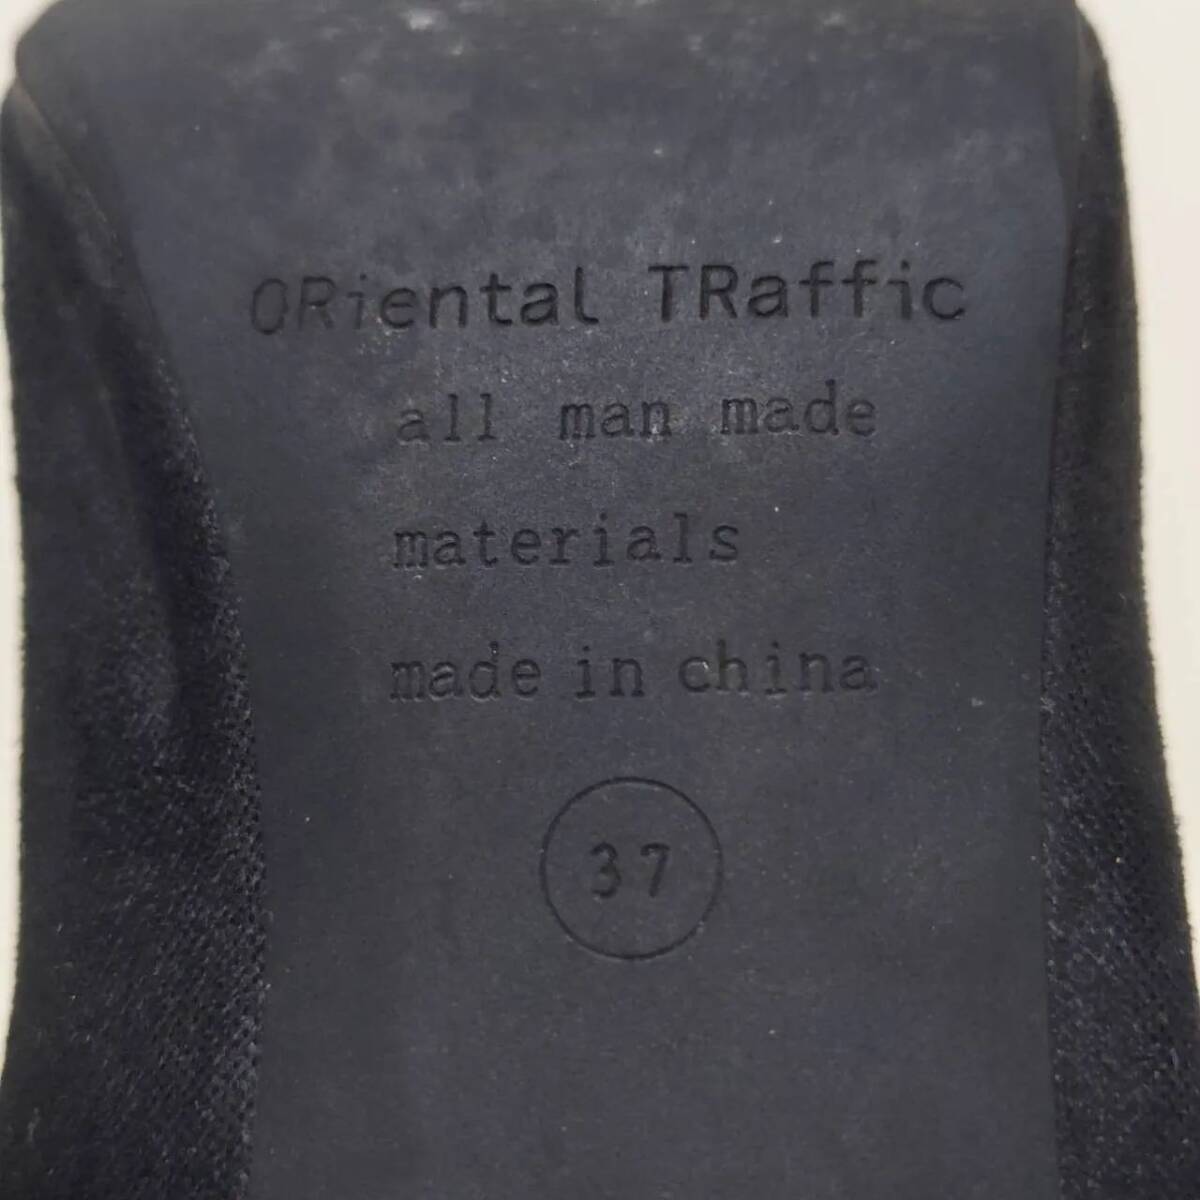 ORiental TRaffic
all man made
materials
made in china
37